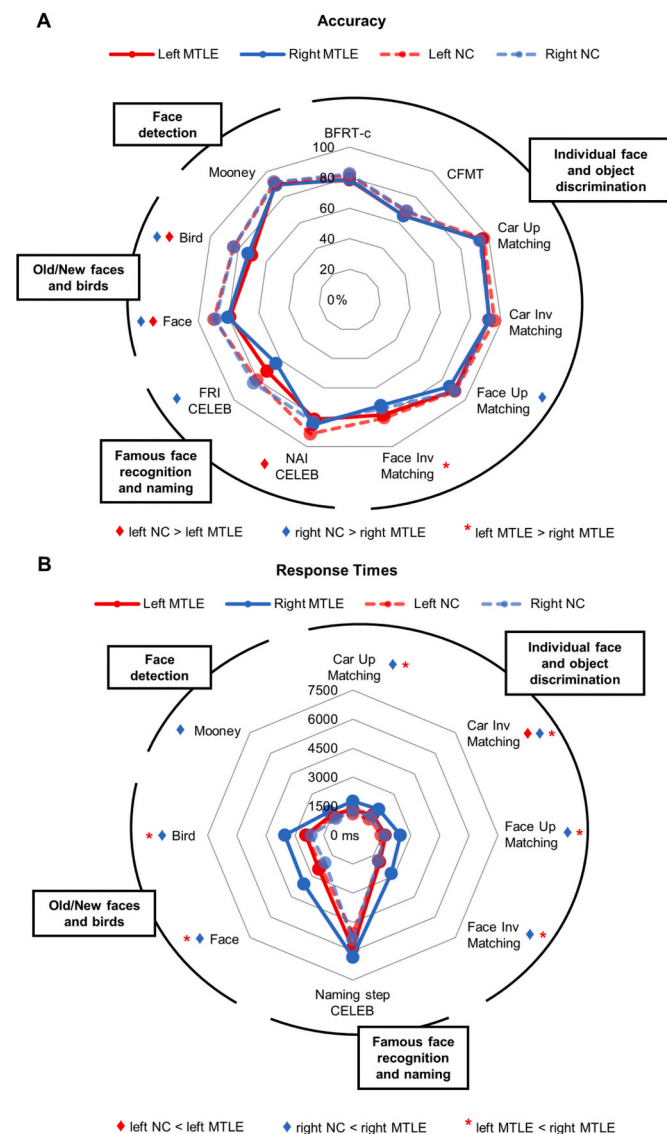 A
Accuracy
Left MTLE
Right MTLE
Left NC
Right NC
Face
detection
Individual face
and object
discrimination
Old/New faces
and birds
Famous face
recognition
and naming
BFRT-c
CFMT
Car Up
Matching
Car Inv
Matching
Face Up
Matching
Face Inv
Matching *
NAI
CELEB
FRI
CELEB
Face
Bird
Mooney
100
80
60
40
20
0 %
♦ left NC > left MTLE
♦ right NC > right MTLE
* left MTLE > right MTLE
B
Response Times
Left MTLE
Right MTLE
Left NC
Right NC
Face
detection
Individual face
and object
discrimination
Old/New faces
and birds
Famous face
recognition
and naming
Car Up
Matching ♦ *
Car Inv
Matching ♦ ♦ *
Face Up
Matching ♦ *
Face Inv
Matching ♦ *
Naming step
CELEB
* ♦ Face
* ♦ Bird
♦ Mooney
7500
6000
4500
3000
1500
0 ms
♦ left NC < left MTLE
♦ right NC < right MTLE
* left MTLE < right MTLE